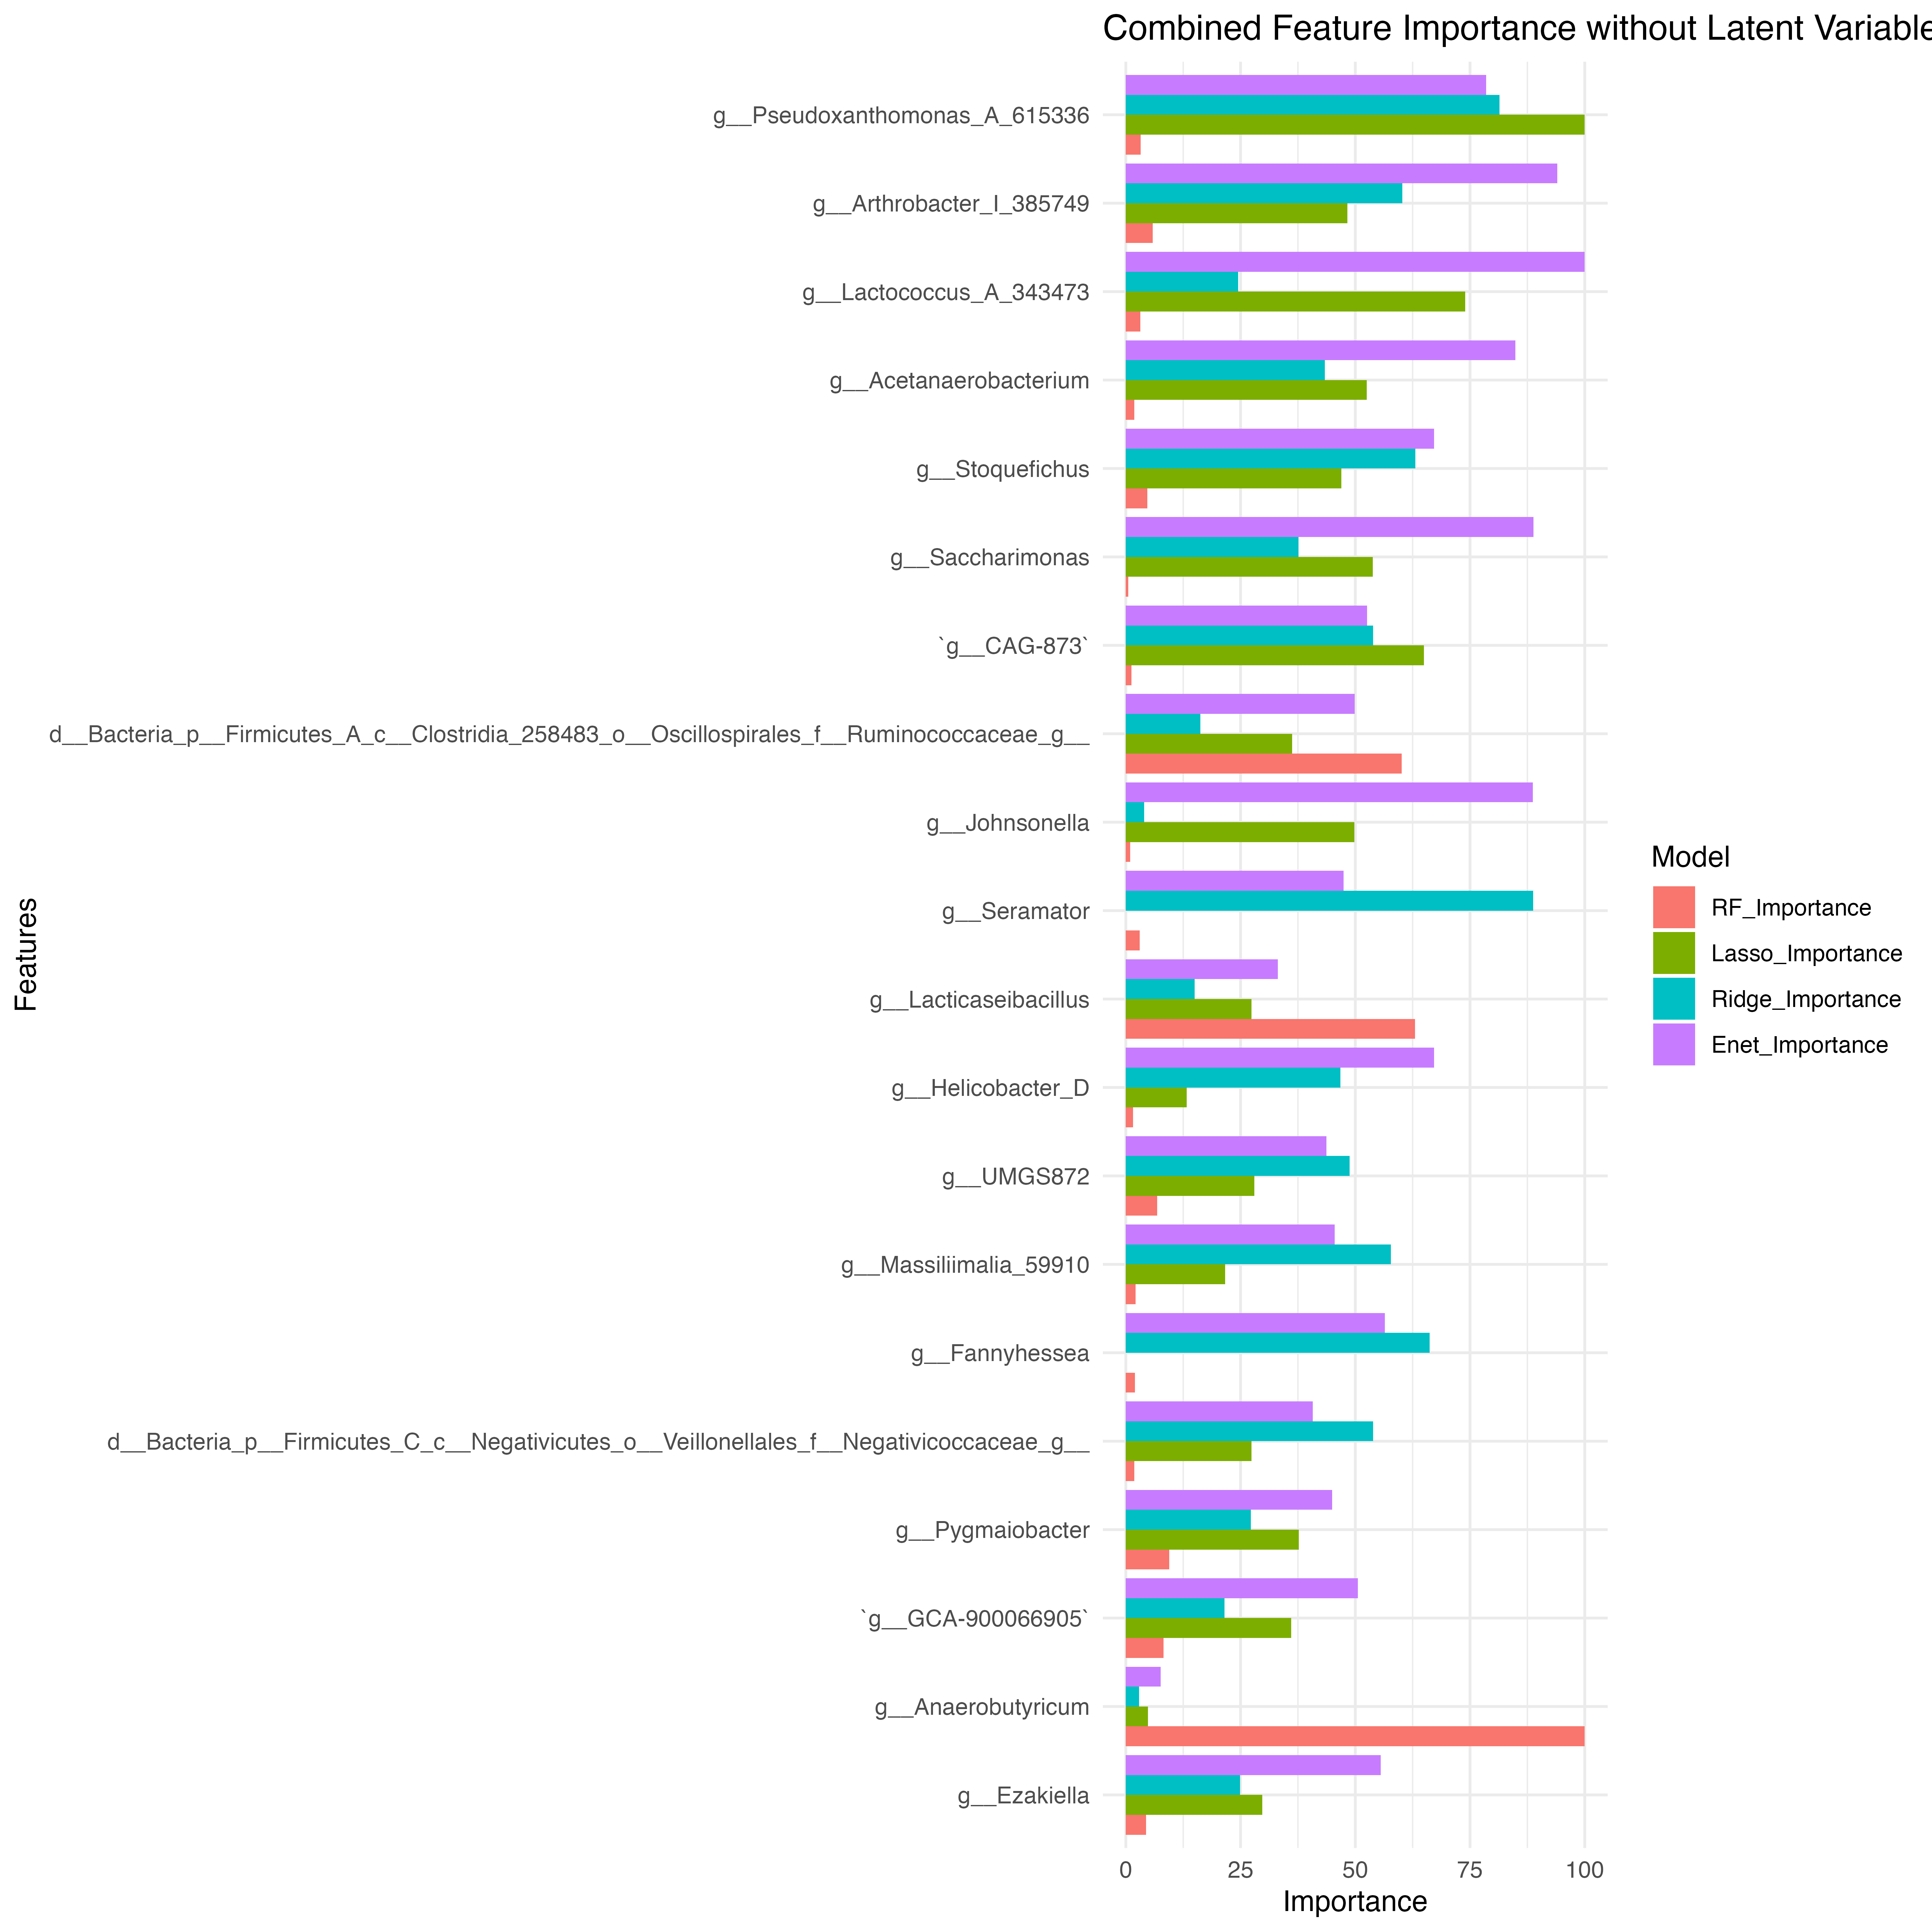 Combined Feature Importance without Latent Variable
g__Pseudoxanthomonas_A_615336
g__Arthrobacter_I_385749
g__Lactococcus_A_343473
g__Acetanaerobacterium
g__Stoquefichus
g__Saccharimonas
`g__CAG-873`
d__Bacteria_p__Firmicutes_A_c__Clostridia_258483_o__Oscillospirales_f__Ruminococcaceae_g__
g__Johnsonella
g__Seramator
g__Lacticaseibacillus
g__Helicobacter_D
g__UMGS872
g__Massiliimalia_59910
g__Fannyhessea
d__Bacteria_p__Firmicutes_C_c__Negativicutes_o__Veillonellales_f__Negativicoccaceae_g__
g__Pygmaiobacter
`g__GCA-900066905`
g__Anaerobutyricum
g__Ezakiella
Features
0 25 50 75 100
Importance
Model
RF_Importance
Lasso_Importance
Ridge_Importance
Enet_Importance